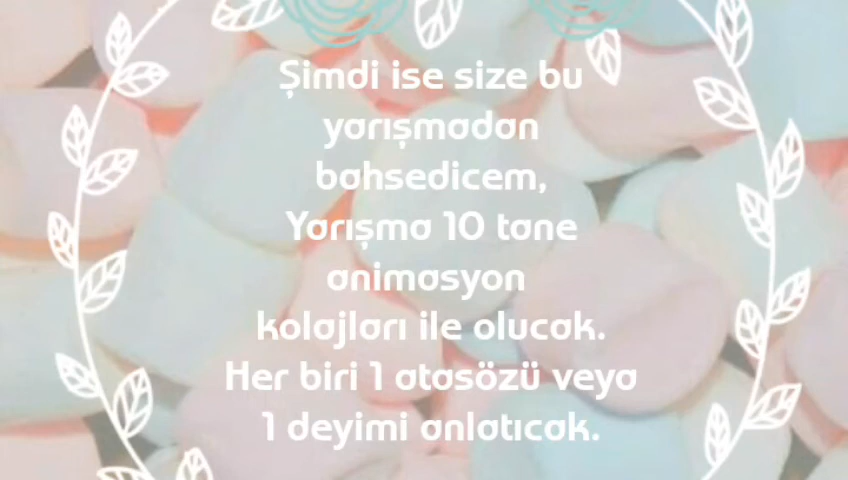 Şimdi ise size bu
yarışmadan
bahsedicem,
Yarışma 10 tane
animasyon
kolajları ile olucak.
Her biri 1 atasözü veya
1 deyimi anlatıcak.